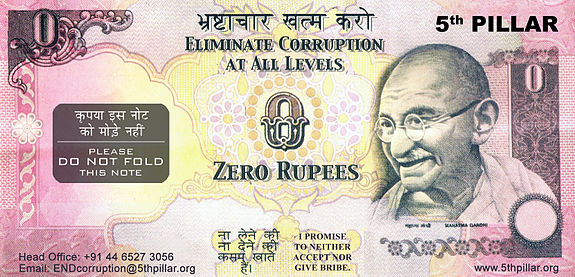 0
भ्रष्टाचार खत्म करो
5th PILLAR
ELIMINATE CORRUPTION
AT ALL LEVELS
0
कृपया इस नोट
को मोड़े नहीं
PLEASE
DO NOT FOLD
THIS NOTE
0
ZERO RUPEES
महात्मा गांधी
MAHATMA GANDHI
ना लेने की
ना देने की
कसम खाते
हैं।
I PROMISE
TO NEITHER
ACCEPT NOR
GIVE BRIBE.
Head Office: +91 44 6527 3056
Email: ENDcorruption@5thpillar.org
www.5thpillar.org